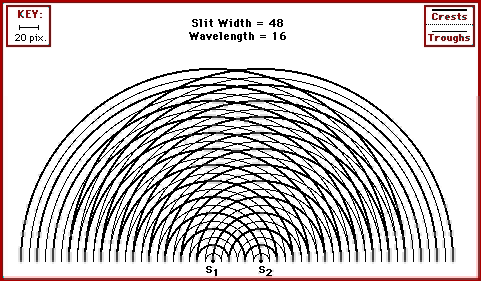 KEY:
20 pix.
Slit Width = 48
Wavelength = 16
Crests
Troughs
S1 S2